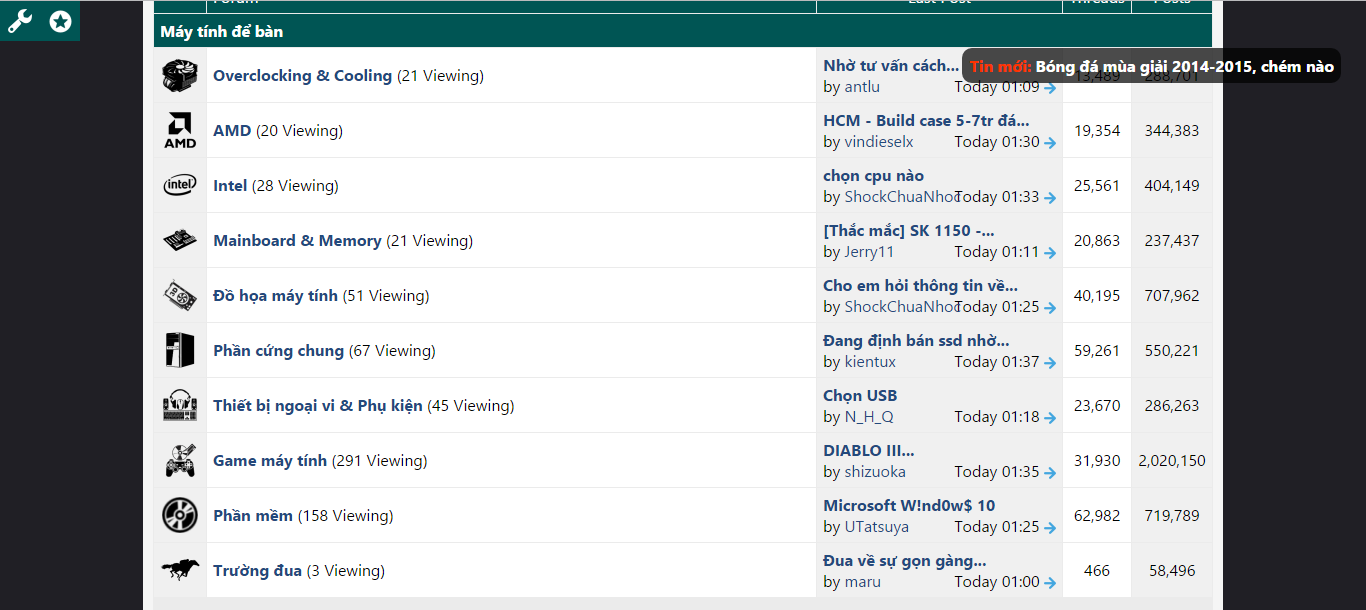 Forum Last Post Threads Posts
Máy tính để bàn
Tin mới: Bóng đá mùa giải 2014-2015, chém nào
Overclocking & Cooling (21 Viewing)
Nhờ tư vấn cách...
by antlu Today 01:09
13,489 288,701
AMD
AMD (20 Viewing)
HCM - Build case 5-7tr đá...
by vindieselx Today 01:30
19,354 344,383
intel
Intel (28 Viewing)
chọn cpu nào
by ShockChuaNho Today 01:33
25,561 404,149
Mainboard & Memory (21 Viewing)
[Thắc mắc] SK 1150 -...
by Jerry11 Today 01:11
20,863 237,437
Đồ họa máy tính (51 Viewing)
Cho em hỏi thông tin về...
by ShockChuaNho Today 01:25
40,195 707,962
Phần cứng chung (67 Viewing)
Đang định bán ssd nhờ...
by kientux Today 01:37
59,261 550,221
Thiết bị ngoại vi & Phụ kiện (45 Viewing)
Chọn USB
by N_H_Q Today 01:18
23,670 286,263
Game máy tính (291 Viewing)
DIABLO III...
by shizuoka Today 01:35
31,930 2,020,150
Phần mềm (158 Viewing)
Microsoft W!nd0w$ 10
by UTatsuya Today 01:25
62,982 719,789
Trường đua (3 Viewing)
Đua về sự gọn gàng...
by maru Today 01:00
466 58,496